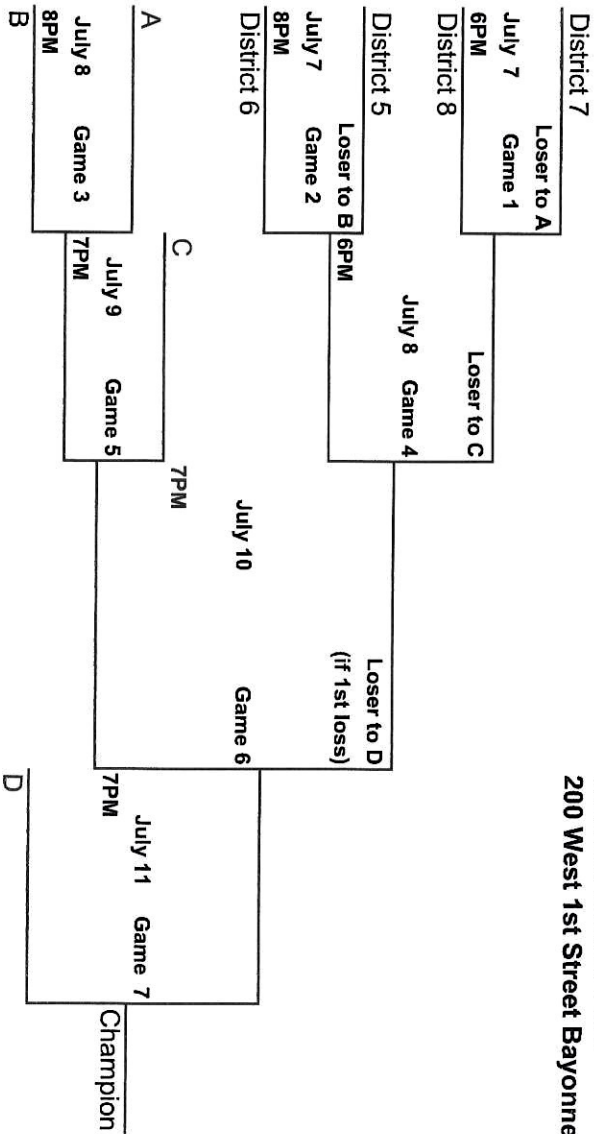 200 West 1st Street Bayonne
District 7
Loser to A
July 7 Game 1
6PM
District 8
Loser to C
July 8 Game 4
6PM
District 5
Loser to B
July 7 Game 2
8PM
District 6
Loser to D
(if 1st loss)
July 10 Game 6
7PM
A
July 8 Game 3
8PM
B
C
July 9 Game 5
7PM
July 11 Game 7
7PM
Champion
D